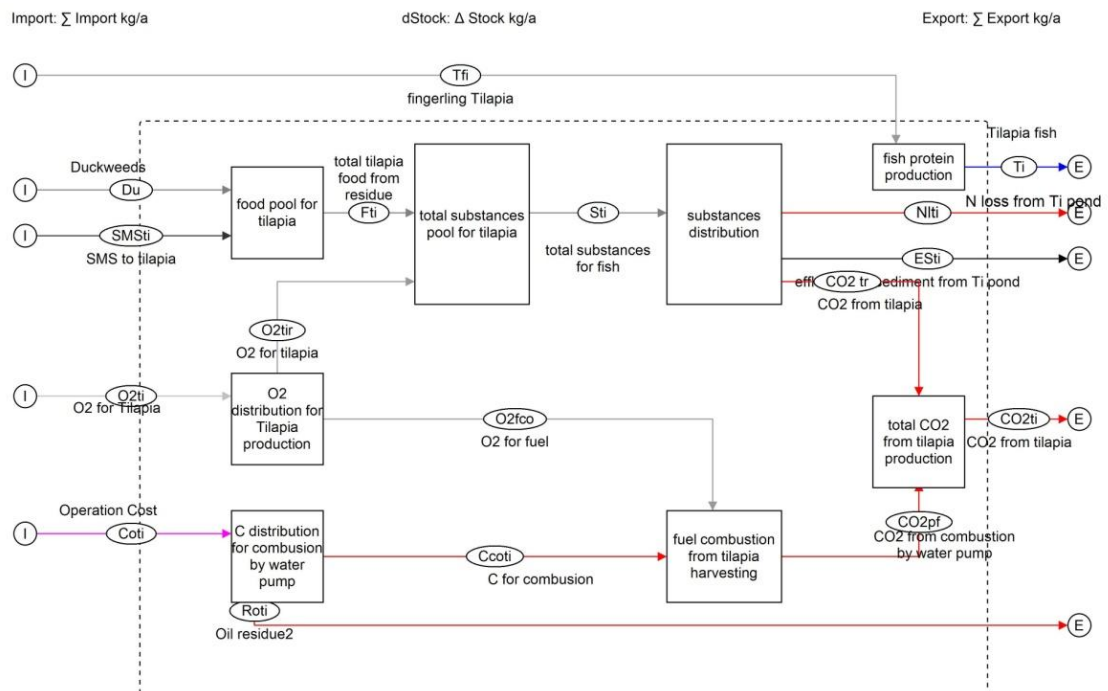 Import: ∑ Import kg/a
dStock: Δ Stock kg/a
Export: ∑ Export kg/a
I
Tfi
fingerling Tilapia
Tilapia fish
Duckweeds
I
Du
food pool for
tilapia
total tilapia
food from
residue
Fti
total substances
pool for tilapia
Sti
total substances
for fish
substances
distribution
fish protein
production
Ti
E
I
SMSti
SMS to tilapia
Nlti
N loss from Ti pond
E
ESti
E
effl
ediment from Ti pond
CO2 tr
CO2 from tilapia
O2tir
O2 for tilapia
I
O2ti
O2 for Tilapia
O2
distribution for
Tilapia
production
O2fco
O2 for fuel
total CO2
from tilapia
production
CO2ti
E
CO2 from tilapia
Operation Cost
I
Coti
C distribution
for combusion
by water
pump
Ccoti
C for combusion
fuel combustion
from tilapia
harvesting
CO2pf
CO2 from combustion
by water pump
Roti
Oil residue2
E